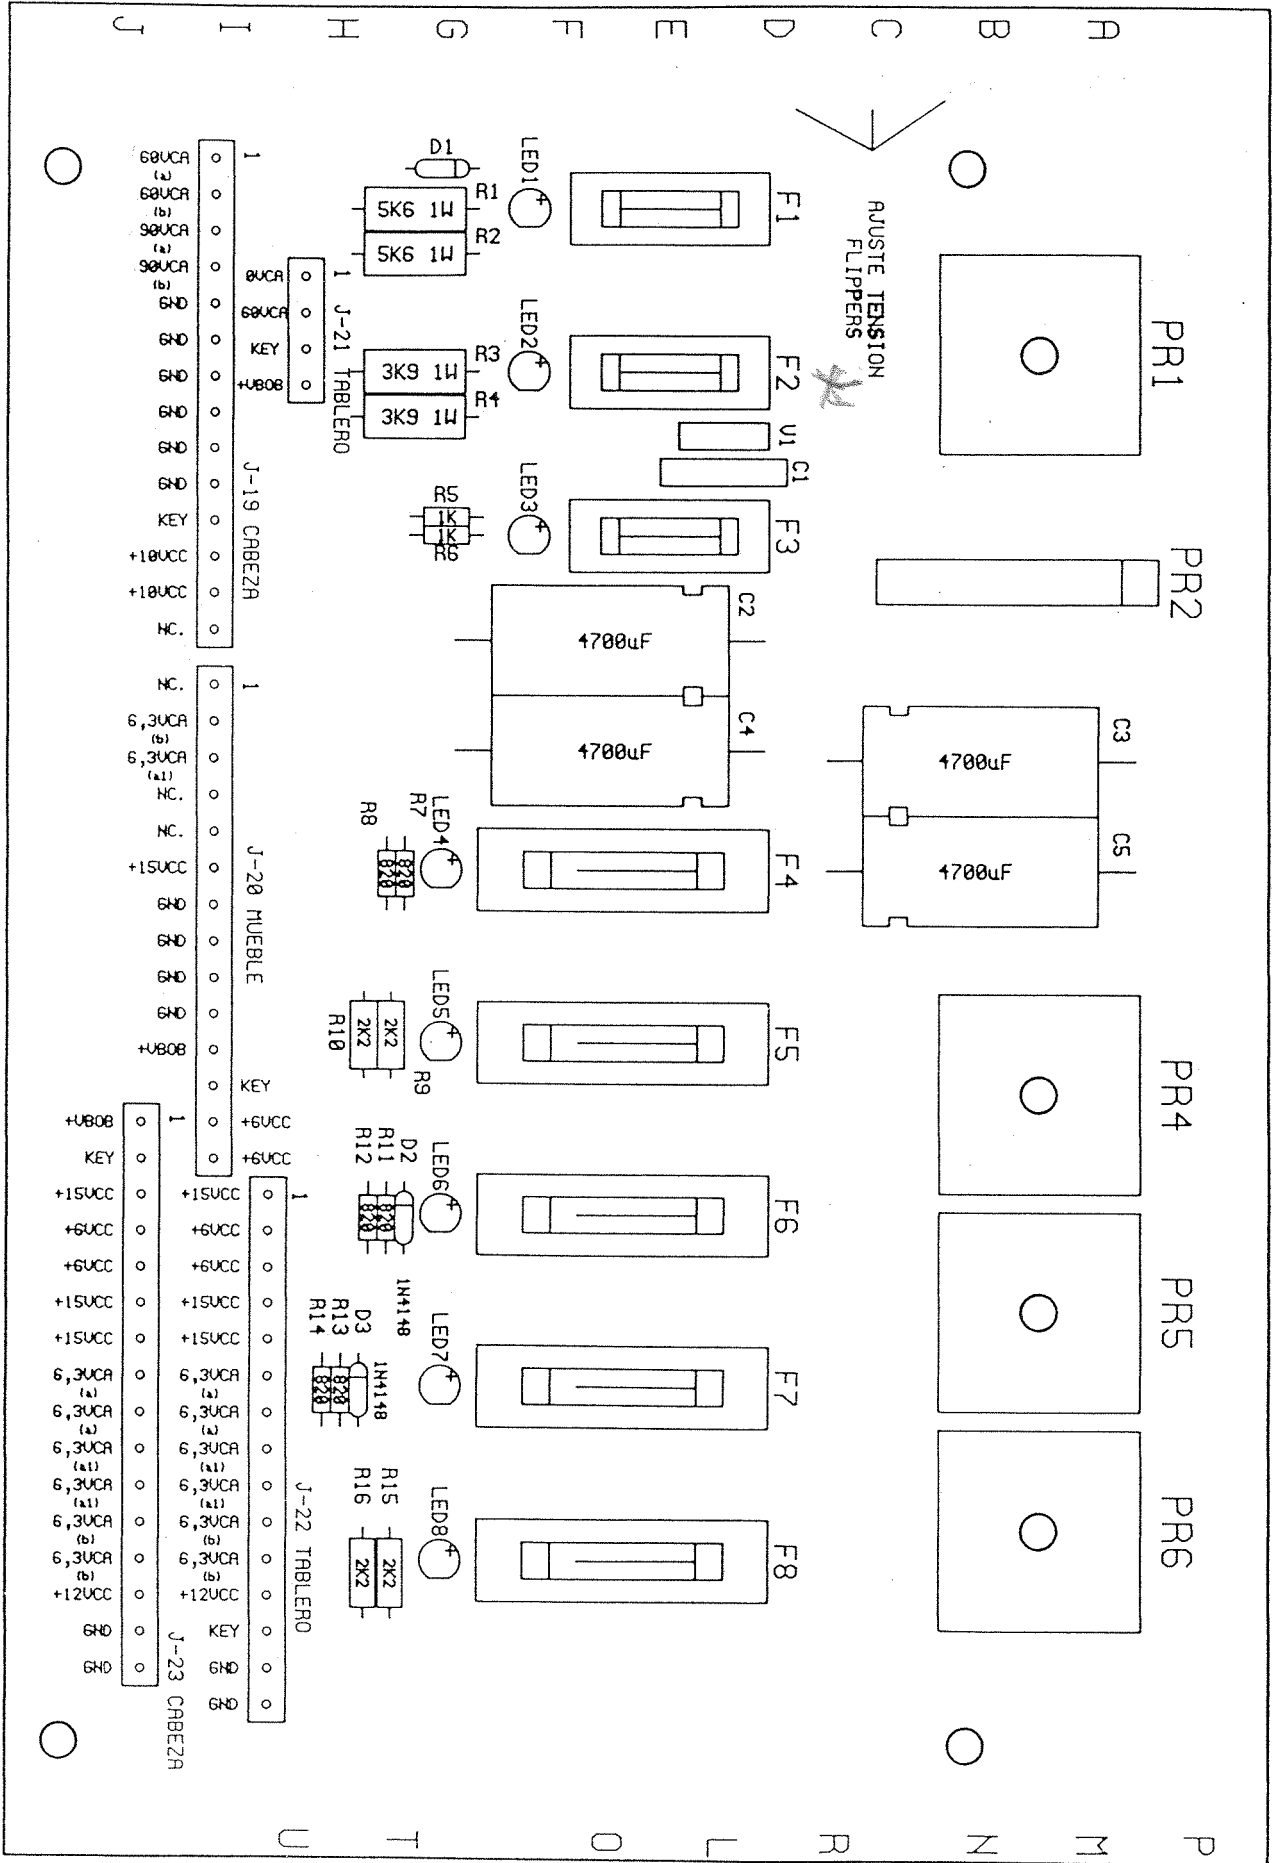 J I H G F E D C B A
AJUSTE TENSION
FLIPPERS
PR1
PR2
PR4
PR5
PR6
F1
F2
F3
F4
F5
F6
F7
F8
V1
C1
C2
4700uF
C4
4700uF
C3
4700uF
C5
4700uF
LED1
LED2
LED3
LED4
LED5
LED6
LED7
LED8
D1
R1
5K6 1W
R2
5K6 1W
R3
3K9 1W
R4
3K9 1W
R5
1K
1K
R6
R7
R8
820
820
R9
R10
2K2
2K2
D2
R11
R12
820
820
1N4148
D3
R13
R14
820
820
1N4148
R15
R16
2K2
2K2
J-19 CABEZA
1
60VCA
(a)
60VCA
(b)
90VCA
(a)
90VCA
(b)
GND
GND
GND
GND
GND
GND
KEY
+10VCC
+10VCC
NC.
J-21 TABLERO
1
0VCA
60VCA
KEY
+VBOB
J-20 MUEBLE
1
NC.
6,3VCA
(b)
6,3VCA
(a1)
NC.
NC.
+15VCC
GND
GND
GND
GND
+VBOB
KEY
+6VCC
+6VCC
J-23 CABEZA
1
+VBOB
KEY
+15VCC
+6VCC
+6VCC
+15VCC
+15VCC
6,3VCA
(a)
6,3VCA
(a)
6,3VCA
(a1)
6,3VCA
(a1)
6,3VCA
(b)
6,3VCA
(b)
+12VCC
GND
GND
J-22 TABLERO
1
+15VCC
+6VCC
+6VCC
+15VCC
+15VCC
6,3VCA
(a)
6,3VCA
(a)
6,3VCA
(a1)
6,3VCA
(a1)
6,3VCA
(b)
6,3VCA
(b)
+12VCC
KEY
GND
GND
U T O L R N M P